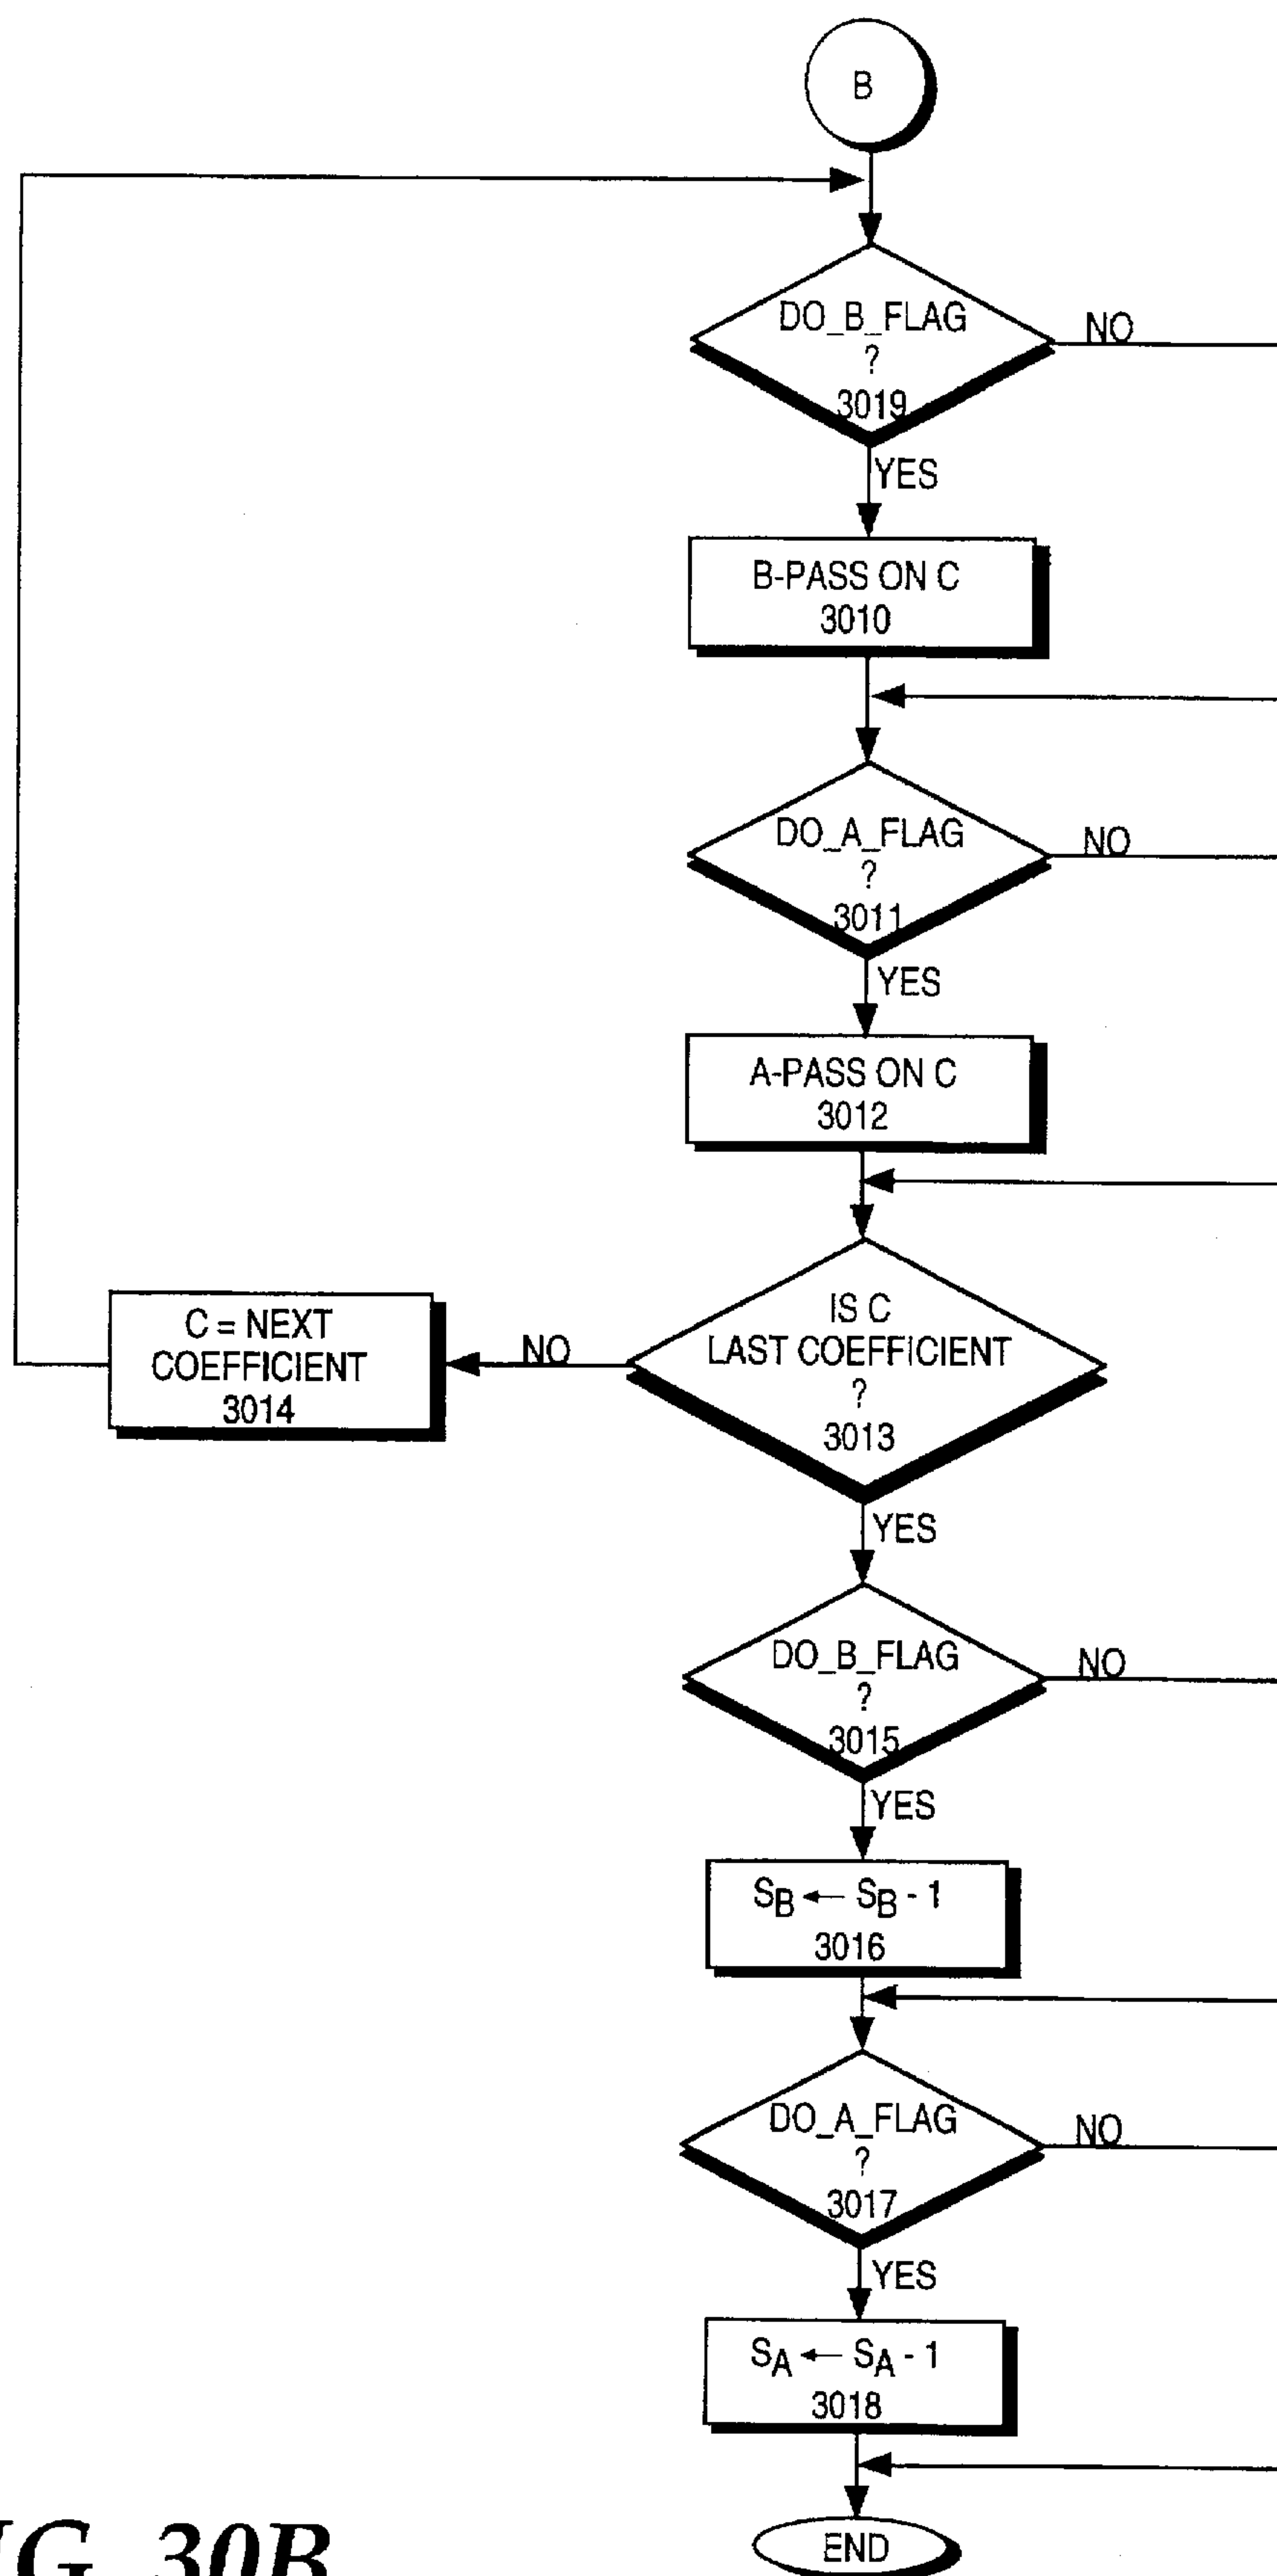 B
DO_B_FLAG
?
3019
NO
YES
B-PASS ON C
3010
DO_A_FLAG
?
3011
NO
YES
A-PASS ON C
3012
IS C
LAST COEFFICIENT
?
3013
NO
C = NEXT
COEFFICIENT
3014
YES
DO_B_FLAG
?
3015
NO
YES
SB ← SB - 1
3016
DO_A_FLAG
?
3017
NO
YES
SA ← SA - 1
3018
END
30B